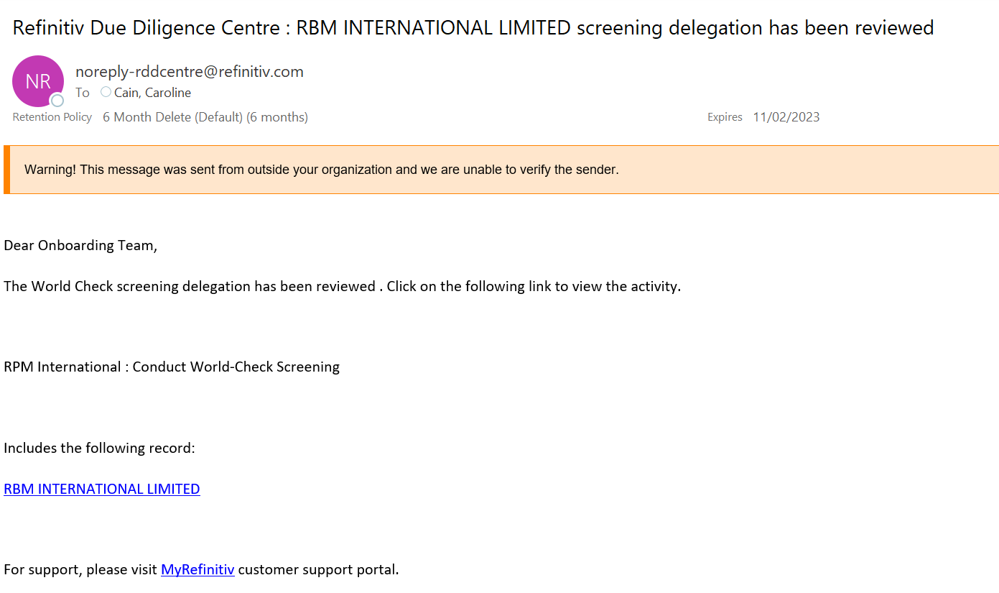 Refinitiv Due Diligence Centre : RBM INTERNATIONAL LIMITED screening delegation has been reviewed
NR
noreply-rddcentre@refinitiv.com
To Cain, Caroline
Retention Policy 6 Month Delete (Default) (6 months) Expires 11/02/2023
Warning! This message was sent from outside your organization and we are unable to verify the sender.
Dear Onboarding Team,
The World Check screening delegation has been reviewed . Click on the following link to view the activity.
RPM International : Conduct World-Check Screening
Includes the following record:
RBM INTERNATIONAL LIMITED
For support, please visit MyRefinitiv customer support portal.